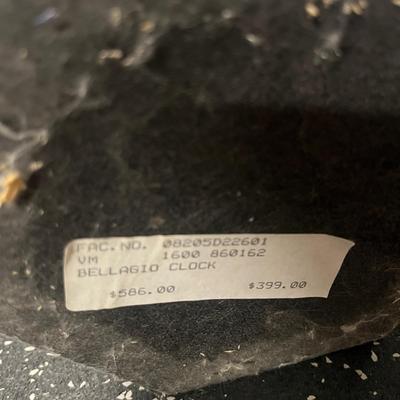 FAC. NO. 08205D22601
VM 1600 860162
BELLAGIO CLOCK
$586.00 $399.00